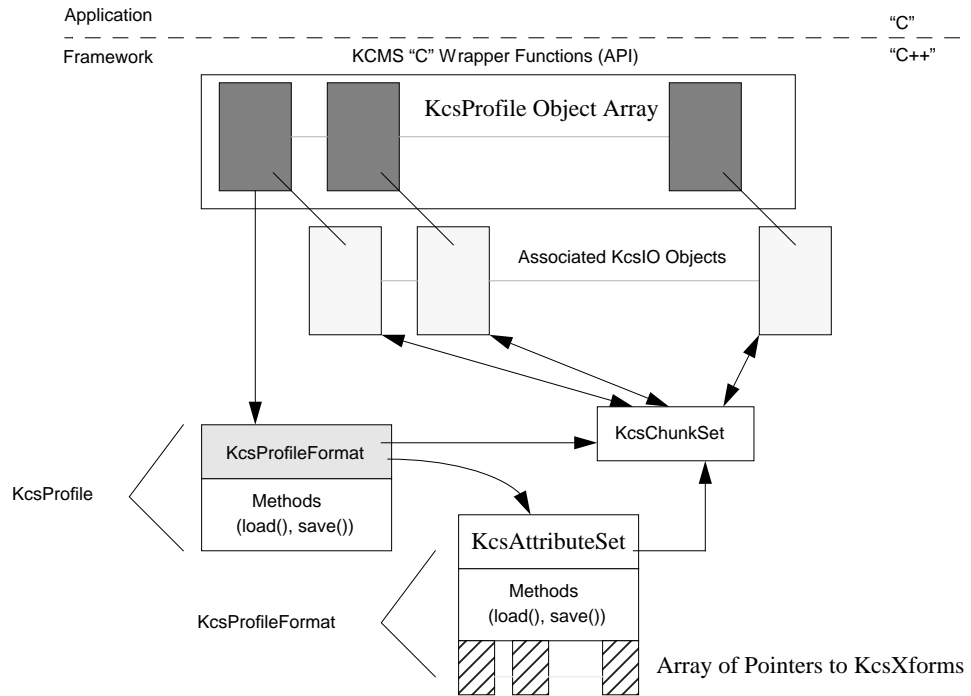 Application
“C”
Framework
KCMS “C” Wrapper Functions (API)
“C++”
KcsProfile Object Array
Associated KcsIO Objects
KcsChunkSet
KcsProfileFormat
KcsProfile
Methods
(load(), save())
KcsAttributeSet
Methods
(load(), save())
KcsProfileFormat
Array of Pointers to KcsXforms